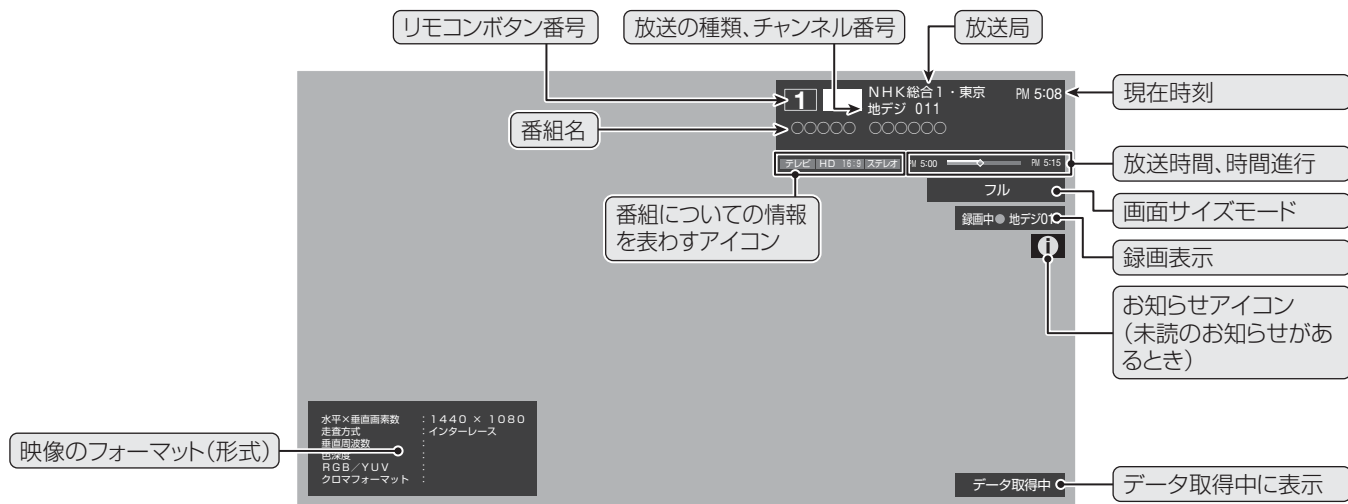 リモコンボタン番号
放送の種類、チャンネル番号
放送局
1
NHK総合1・東京
PM 5:08
地デジ 011
現在時刻
番組名
○○○○○ ○○○○○○
テレビ HD 16:9 ステレオ
PM 5:00
PM 5:15
放送時間、時間進行
フル
画面サイズモード
番組についての情報
を表わすアイコン
録画中● 地デジ01
録画表示
i
お知らせアイコン
(未読のお知らせがあ
るとき)
水平×垂直画素数 :1440 × 1080
走査方式 :インターレース
垂直周波数 :
色深度 :
RGB/YUV :
クロマフォーマット :
映像のフォーマット(形式)
データ取得中
データ取得中に表示